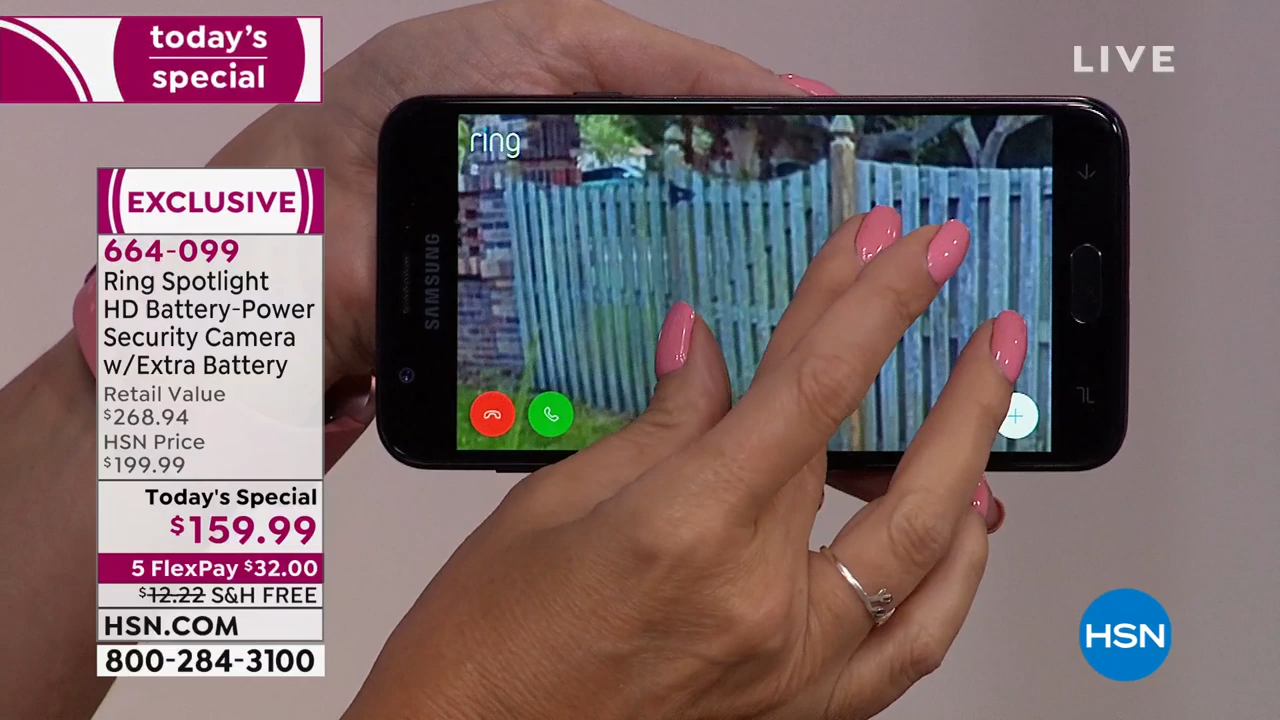 today's
special
LIVE
EXCLUSIVE
664-099
Ring Spotlight
HD Battery-Power
Security Camera
w/Extra Battery
Retail Value
$268.94
HSN Price
$199.99
Today's Special
$159.99
5 FlexPay $32.00
$12.22 S&H FREE
HSN.COM
800-284-3100
ring
SAMSUNG
HSN